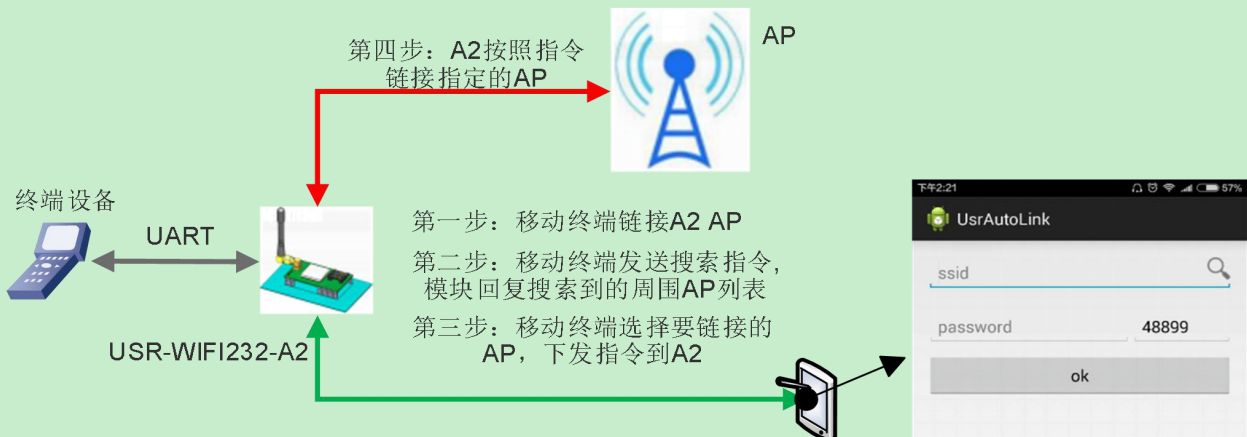 第四步：A2按照指令
链接指定的AP
AP
终端设备
UART
USR-WIFI232-A2
第一步：移动终端链接A2 AP
第二步：移动终端发送搜索指令,
模块回复搜索到的周围AP列表
第三步：移动终端选择要链接的
AP，下发指令到A2
下午2:21
57%
UsrAutoLink
ssid
password
48899
ok